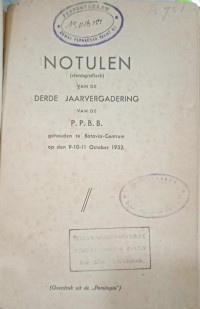 NOTULEN
(stenografisch)
VAN DE
DERDE JAARVERGADERING
VAN DE
P. P. B. B.
gehouden te Batavia-Centrum
op den 9-10-11 October 1932.
(Overdruk uit de „Pemimpin")